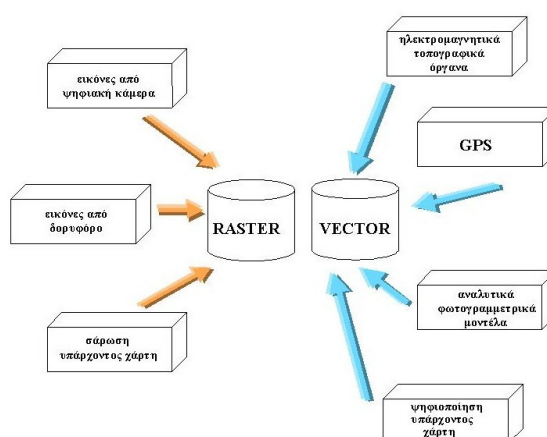 ηλεκτρομαγνητικά
τοπογραφικά
όργανα
εικόνες από
ψηφιακή κάμερα
GPS
εικόνες από
δορυφόρο
RASTER
VECTOR
αναλυτικά
φωτογραμμετρικά
μοντέλα
σάρωση
υπάρχοντος χάρτη
ψηφιοποίηση
υπάρχοντος
χάρτη